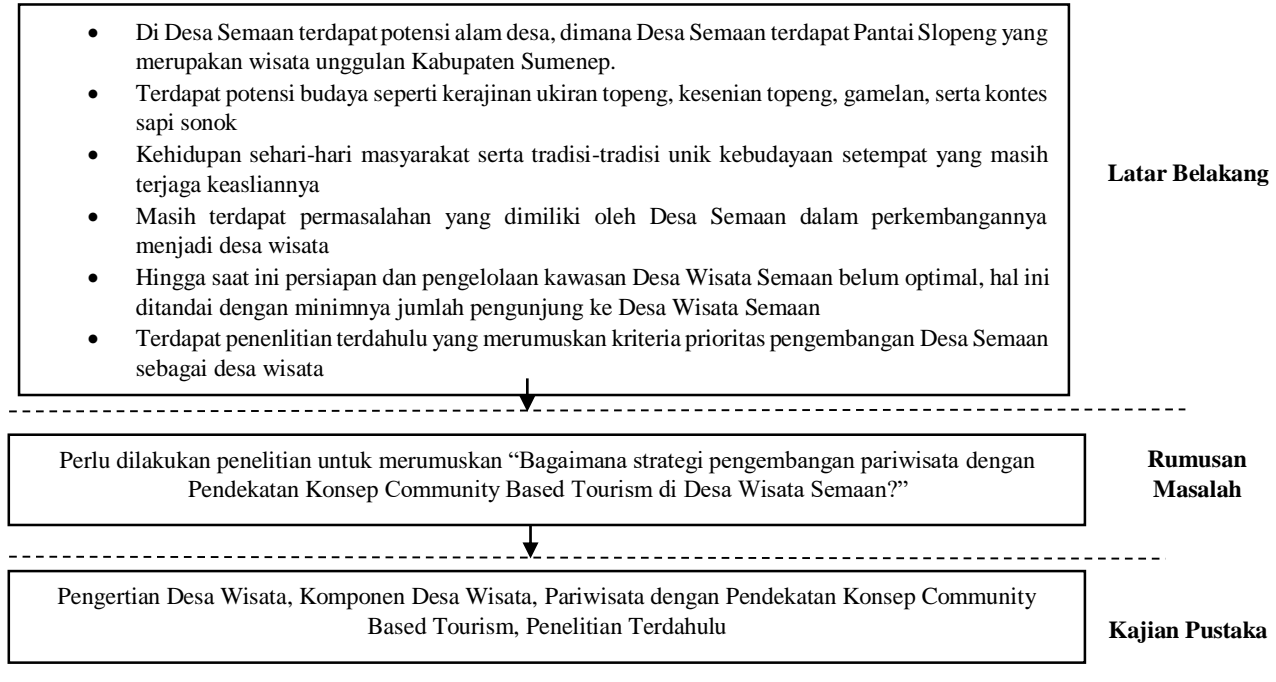 • Di Desa Semaan terdapat potensi alam desa, dimana Desa Semaan terdapat Pantai Slopeng yang
merupakan wisata unggulan Kabupaten Sumenep.
• Terdapat potensi budaya seperti kerajinan ukiran topeng, kesenian topeng, gamelan, serta kontes
sapi sonok
• Kehidupan sehari-hari masyarakat serta tradisi-tradisi unik kebudayaan setempat yang masih
terjaga keasliannya
• Masih terdapat permasalahan yang dimiliki oleh Desa Semaan dalam perkembangannya
menjadi desa wisata
• Hingga saat ini persiapan dan pengelolaan kawasan Desa Wisata Semaan belum optimal, hal ini
ditandai dengan minimnya jumlah pengunjung ke Desa Wisata Semaan
• Terdapat penenlitian terdahulu yang merumuskan kriteria prioritas pengembangan Desa Semaan
sebagai desa wisata
Latar Belakang
Perlu dilakukan penelitian untuk merumuskan “Bagaimana strategi pengembangan pariwisata dengan
Pendekatan Konsep Community Based Tourism di Desa Wisata Semaan?”
Rumusan
Masalah
Pengertian Desa Wisata, Komponen Desa Wisata, Pariwisata dengan Pendekatan Konsep Community
Based Tourism, Penelitian Terdahulu
Kajian Pustaka